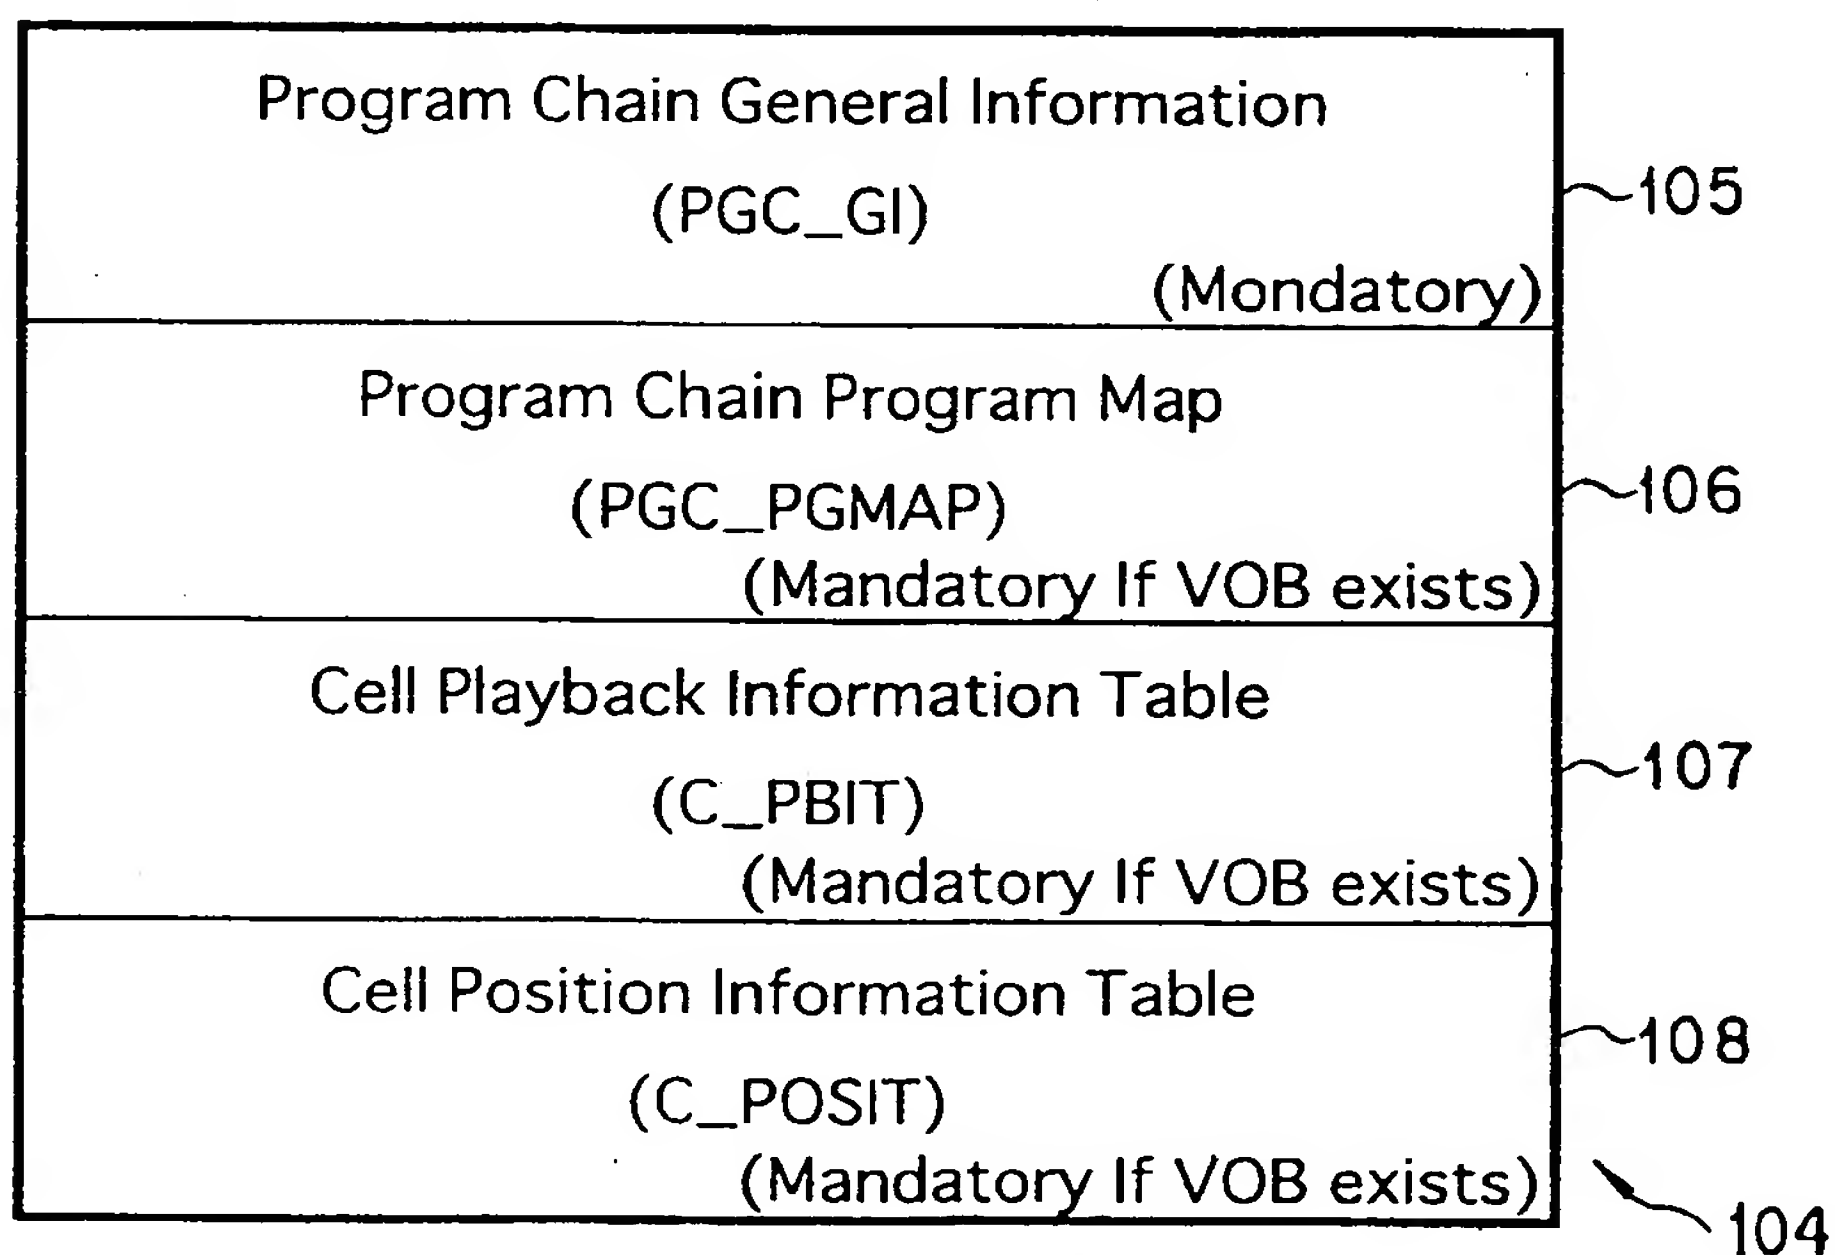 Program Chain General Information
(PGC_GI)
(Mondatory)
105
Program Chain Program Map
(PGC_PGMAP)
(Mandatory If VOB exists)
106
Cell Playback Information Table
(C_PBIT)
(Mandatory If VOB exists)
107
Cell Position Information Table
(C_POSIT)
(Mandatory If VOB exists)
108
104